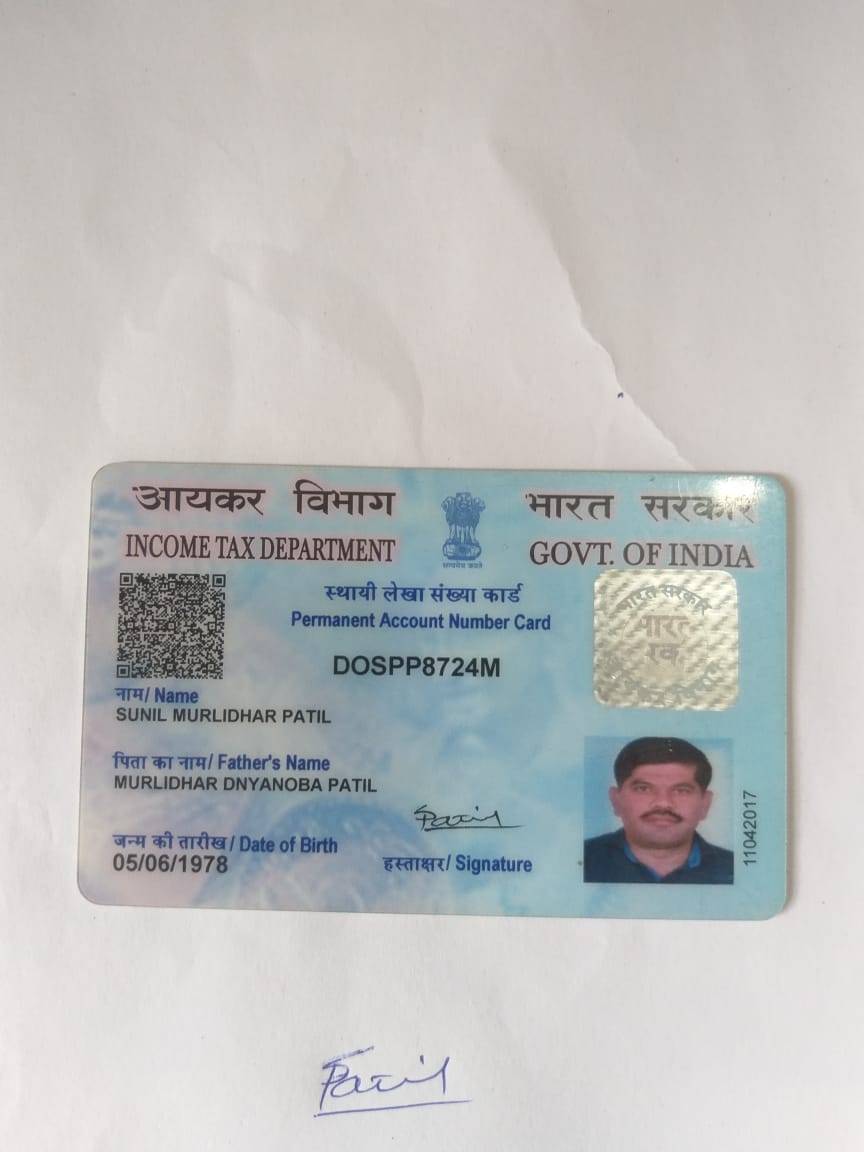 आयकर विभाग
भारत सरकार
INCOME TAX DEPARTMENT
GOVT. OF INDIA
सत्यमेव जयते
स्थायी लेखा संख्या कार्ड
Permanent Account Number Card
DOSPP8724M
नाम/ Name
SUNIL MURLIDHAR PATIL
पिता का नाम/ Father's Name
MURLIDHAR DNYANOBA PATIL
Patil
जन्म की तारीख/ Date of Birth
05/06/1978
हस्ताक्षर/ Signature
11042017
Patil